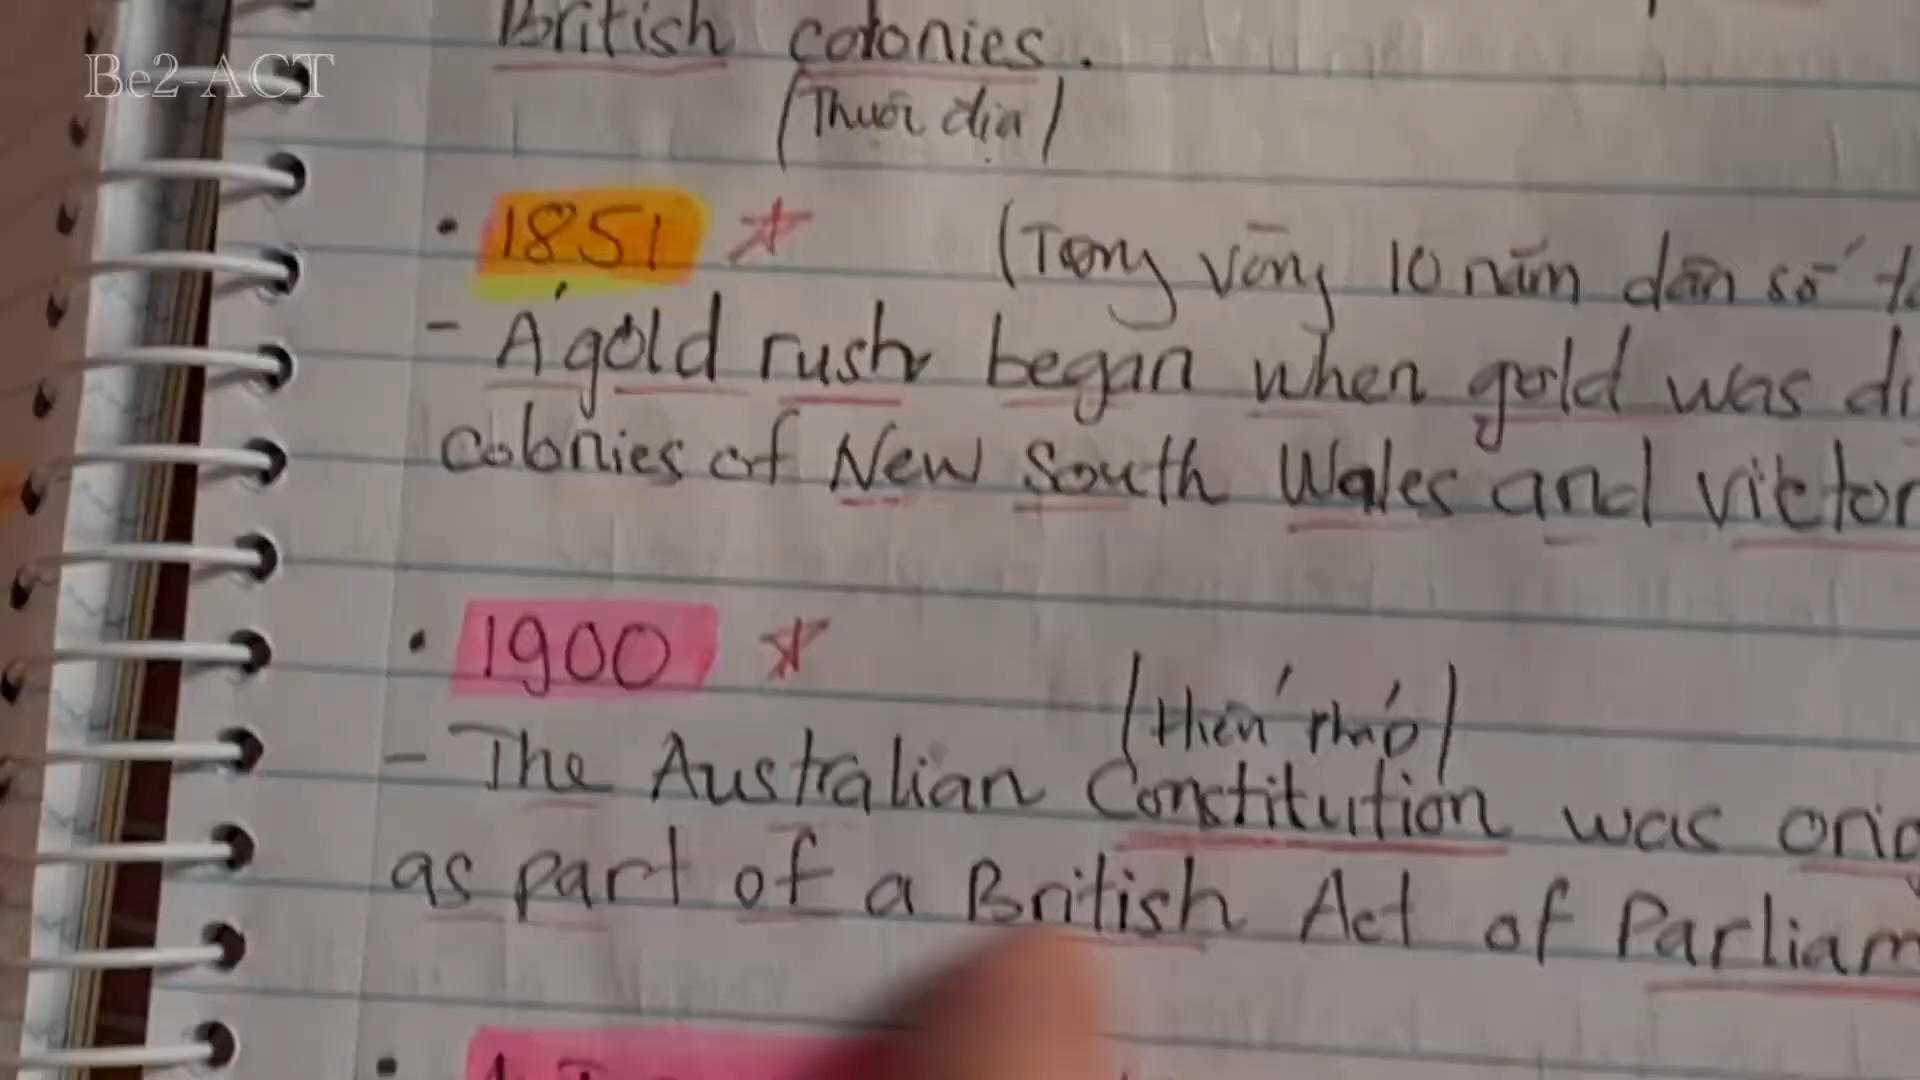 British colonies.
Be2-ACT
(Thuộc địa)
• 1851 ☆ (Trong vòng 10 năm dân số
- A gold rush began when gold was
colonies of New South Wales and
• 1900 ☆
(Hiến pháp)
- The Australian Constitution was
as part of a British Act of
•